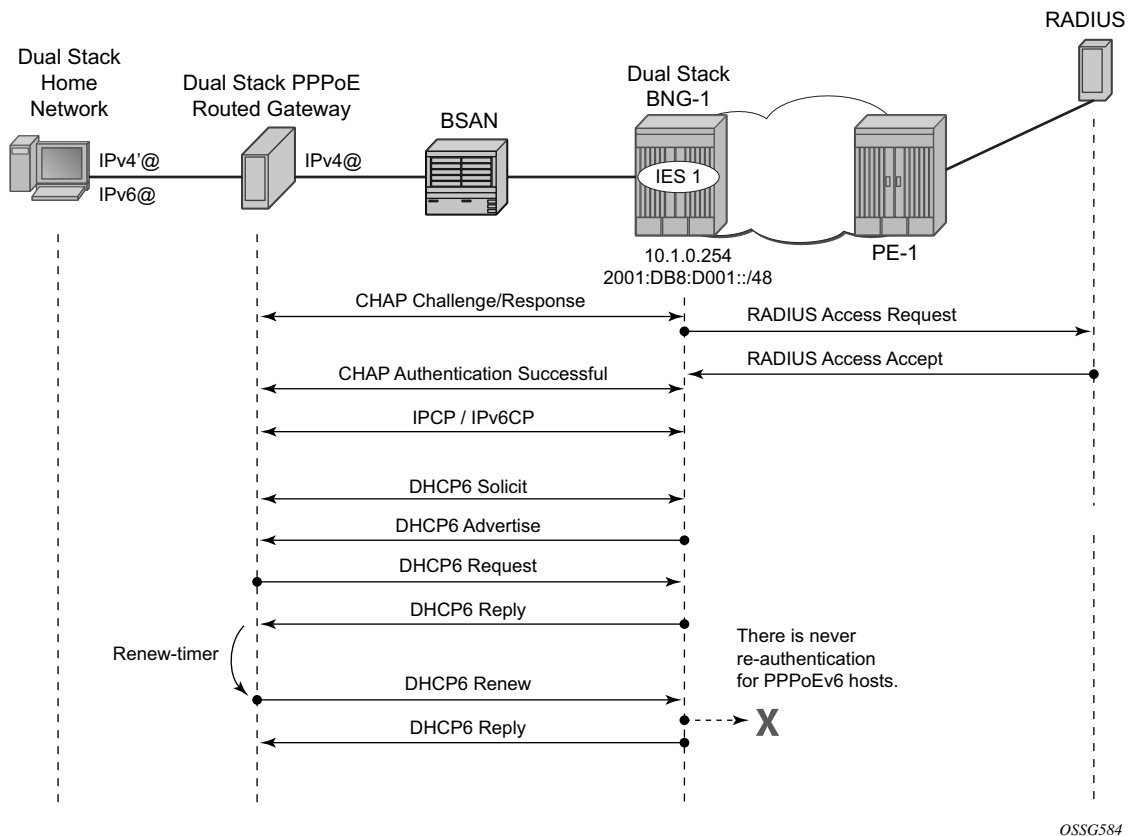 RADIUS
Dual Stack
Home
Network
Dual Stack PPPoE
Routed Gateway
BSAN
Dual Stack
BNG-1
IPv4'@
IPv6@
IPv4@
IES 1
PE-1
10.1.0.254
2001:DB8:D001::/48
CHAP Challenge/Response
RADIUS Access Request
RADIUS Access Accept
CHAP Authentication Successful
IPCP / IPv6CP
DHCP6 Solicit
DHCP6 Advertise
DHCP6 Request
DHCP6 Reply
Renew-timer
There is never
re-authentication
for PPPoEv6 hosts.
DHCP6 Renew
X
DHCP6 Reply
OSSG584